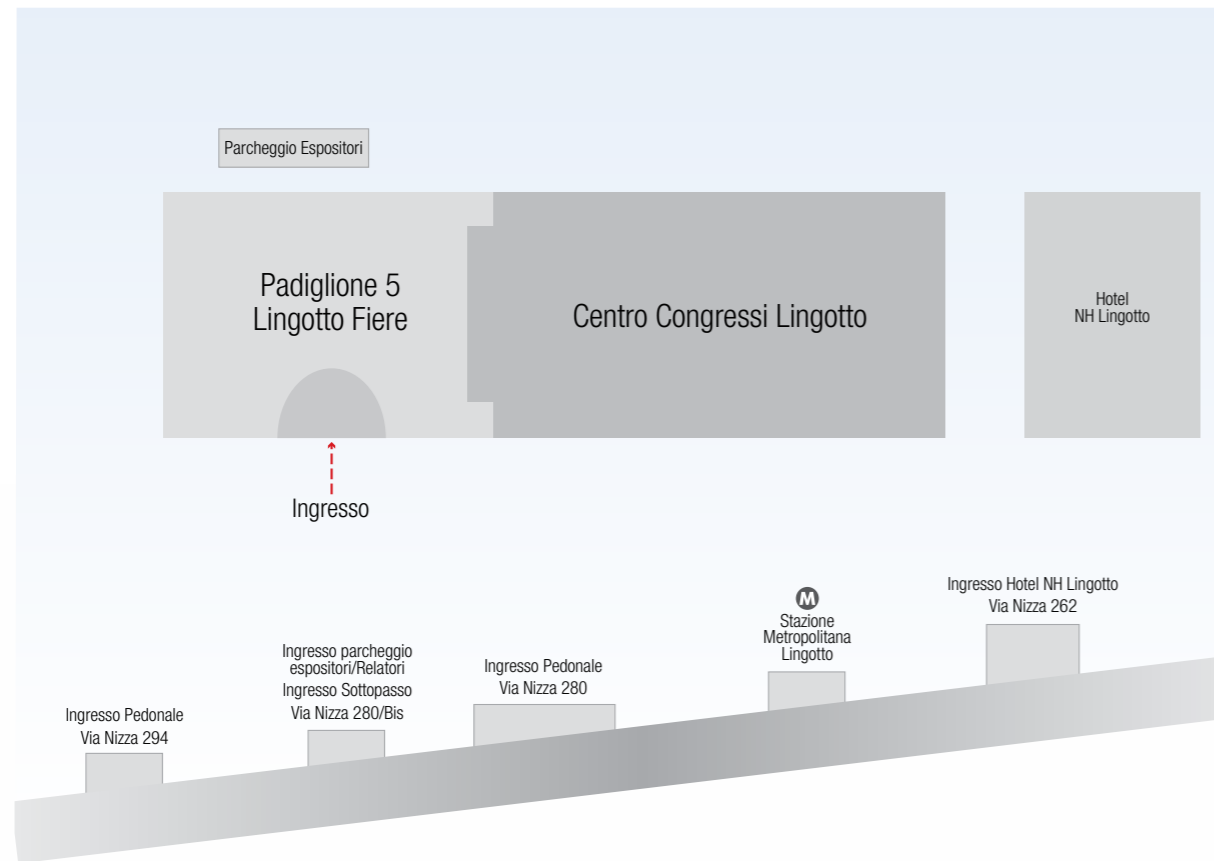 Parcheggio Espositori
Padiglione 5
Lingotto Fiere
Centro Congressi Lingotto
Hotel
NH Lingotto
Ingresso
Ingresso Hotel NH Lingotto
Via Nizza 262
M
Stazione
Metropolitana
Lingotto
Ingresso parcheggio
espositori/Relatori
Ingresso Sottopasso
Via Nizza 280/Bis
Ingresso Pedonale
Via Nizza 280
Ingresso Pedonale
Via Nizza 294